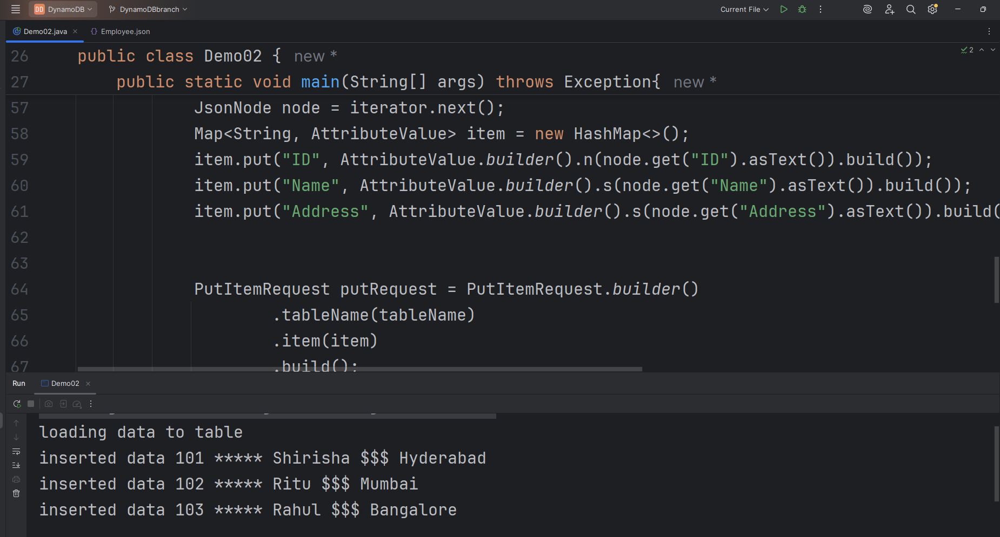 DD DynamoDB DynamoDBbranch Current File
Demo02.java {} Employee.json
26 public class Demo02 { new *
27 public static void main(String[] args) throws Exception{ new *
2
57 JsonNode node = iterator.next();
58 Map<String, AttributeValue> item = new HashMap<>();
59 item.put("ID", AttributeValue.builder().n(node.get("ID").asText()).build());
60 item.put("Name", AttributeValue.builder().s(node.get("Name").asText()).build());
61 item.put("Address", AttributeValue.builder().s(node.get("Address").asText()).build(
62
63
64 PutItemRequest putRequest = PutItemRequest.builder()
65 .tableName(tableName)
66 .item(item)
67 .build();
Run Demo02
loading data to table
inserted data 101 ***** Shirisha $$$ Hyderabad
inserted data 102 ***** Ritu $$$ Mumbai
inserted data 103 ***** Rahul $$$ Bangalore